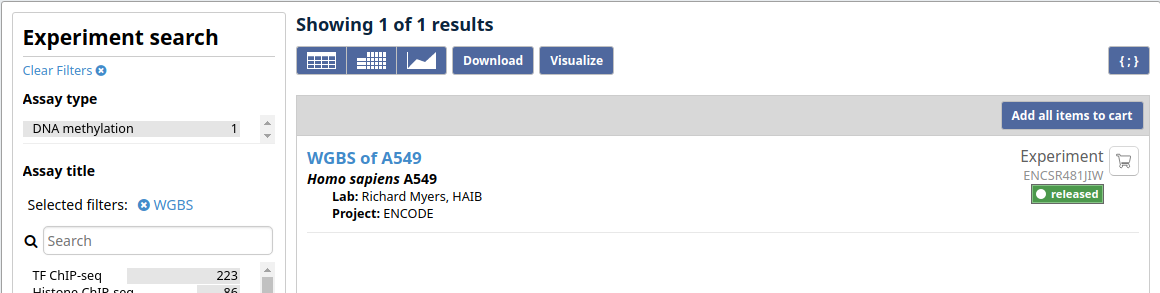 Experiment search
Clear Filters
Assay type
DNA methylation 1
Assay title
Selected filters: WGBS
Search
TF ChIP-seq 223
Histone ChIP-seq 86
Showing 1 of 1 results
Download
Visualize
{ ; }
Add all items to cart
WGBS of A549
Homo sapiens A549
Lab: Richard Myers, HAIB
Project: ENCODE
Experiment
ENCSR481JIW
released